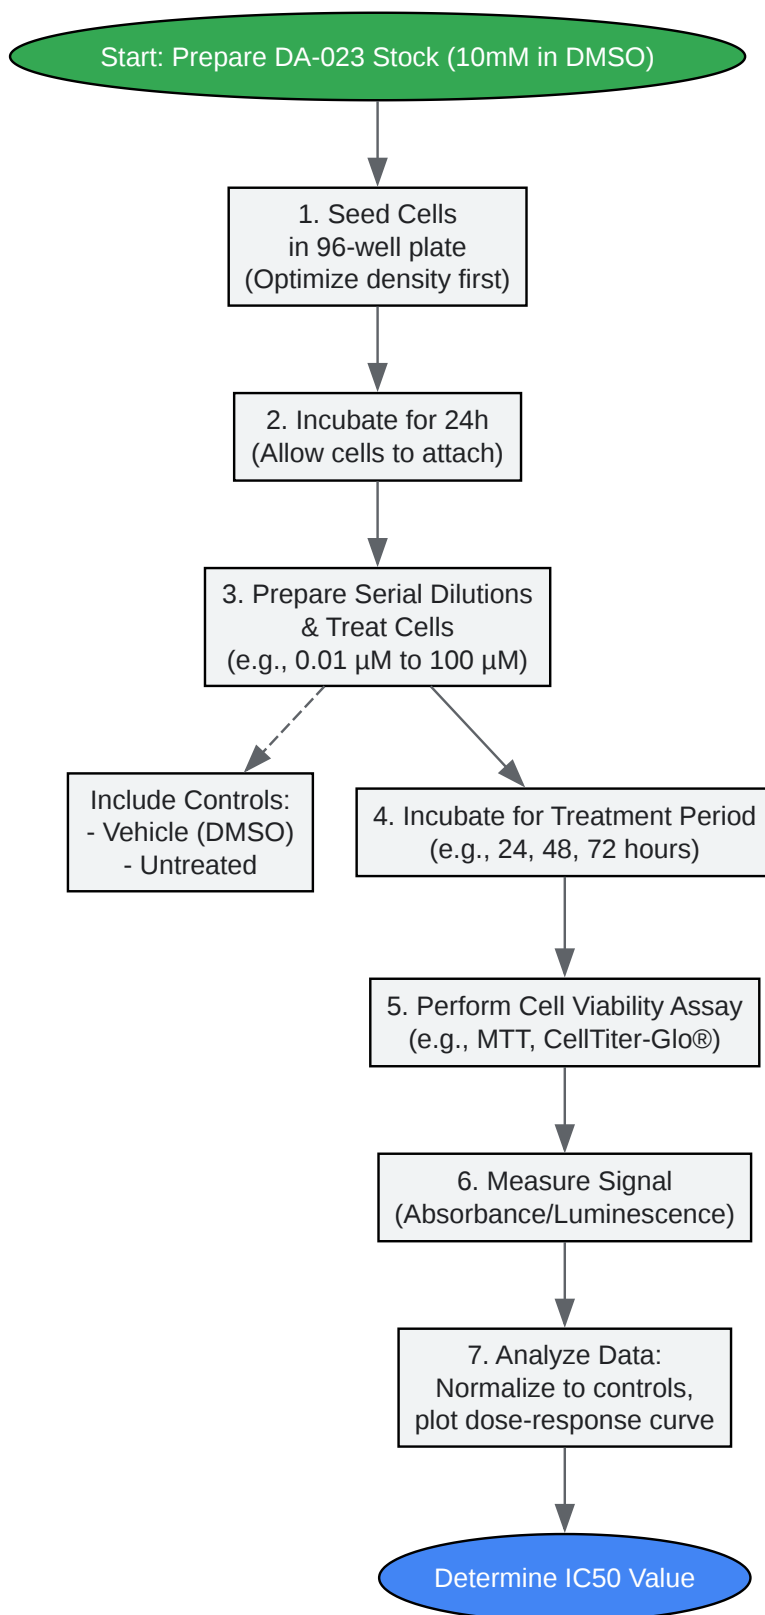 Start: Prepare DA-023 Stock (10mM in DMSO)
1. Seed Cells
in 96-well plate
(Optimize density first)
2. Incubate for 24h
(Allow cells to attach)
3. Prepare Serial Dilutions
& Treat Cells
(e.g., 0.01 µM to 100 µM)
Include Controls:
- Vehicle (DMSO)
- Untreated
4. Incubate for Treatment Period
(e.g., 24, 48, 72 hours)
5. Perform Cell Viability Assay
(e.g., MTT, CellTiter-Glo®)
6. Measure Signal
(Absorbance/Luminescence)
7. Analyze Data:
Normalize to controls,
plot dose-response curve
Determine IC50 Value